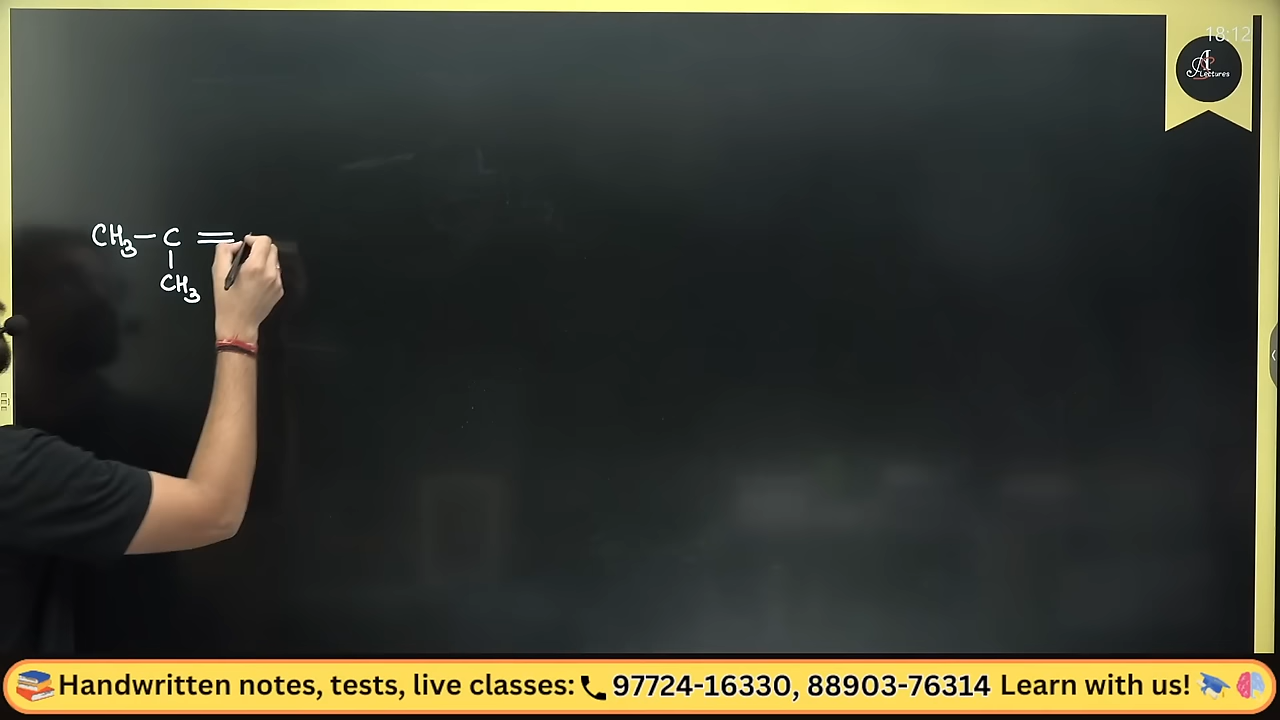 18:12
A
Lectures
CH3 – C =
|
CH3
📚Handwritten notes, tests, live classes:📞97724-16330, 88903-76314 Learn with us!🎓🧠